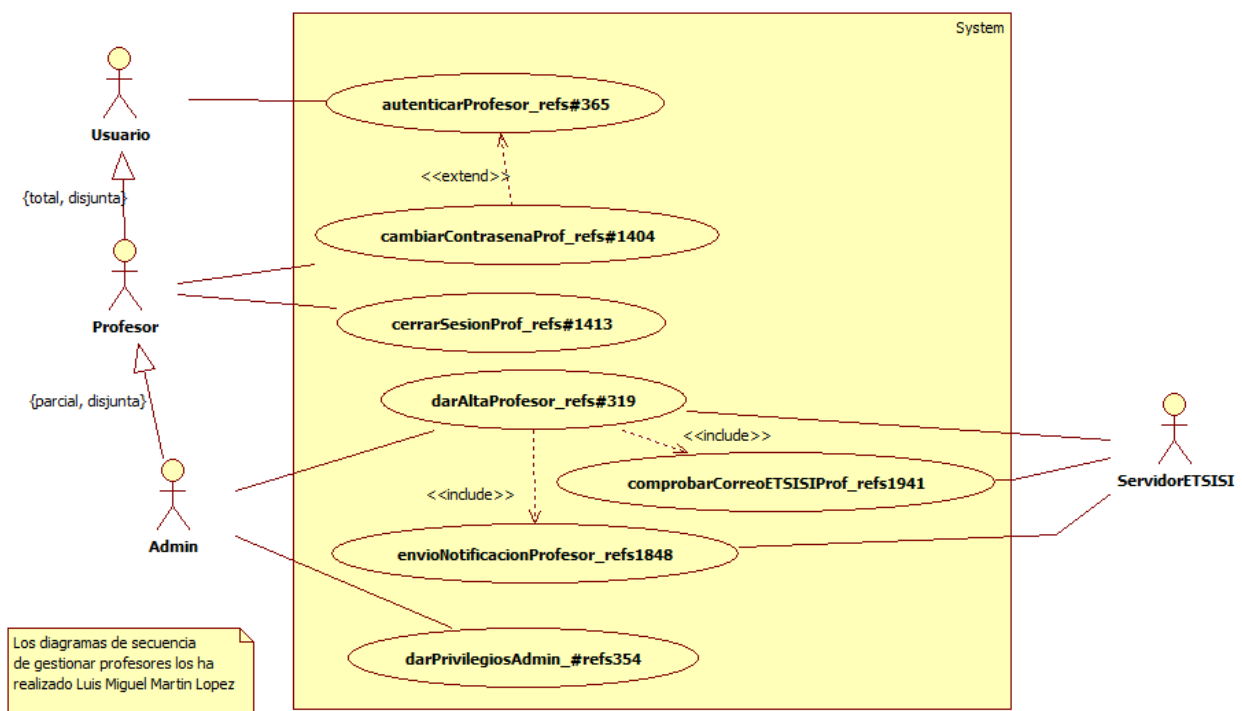 System
autenticarProfesor_refs#365
Usuario
<<extend>>
{total, disjunta}
cambiarContrasenaProf_refs#1404
Profesor
cerrarSesionProf_refs#1413
{parcial, disjunta}
darAltaProfesor_refs#319
<<include>>
comprobarCorreoETSISIProf_refs1941
ServidorETSISI
<<include>>
Admin
envioNotificacionProfesor_refs1848
darPrivilegiosAdmin_#refs354
Los diagramas de secuencia
de gestionar profesores los ha
realizado Luis Miguel Martin Lopez